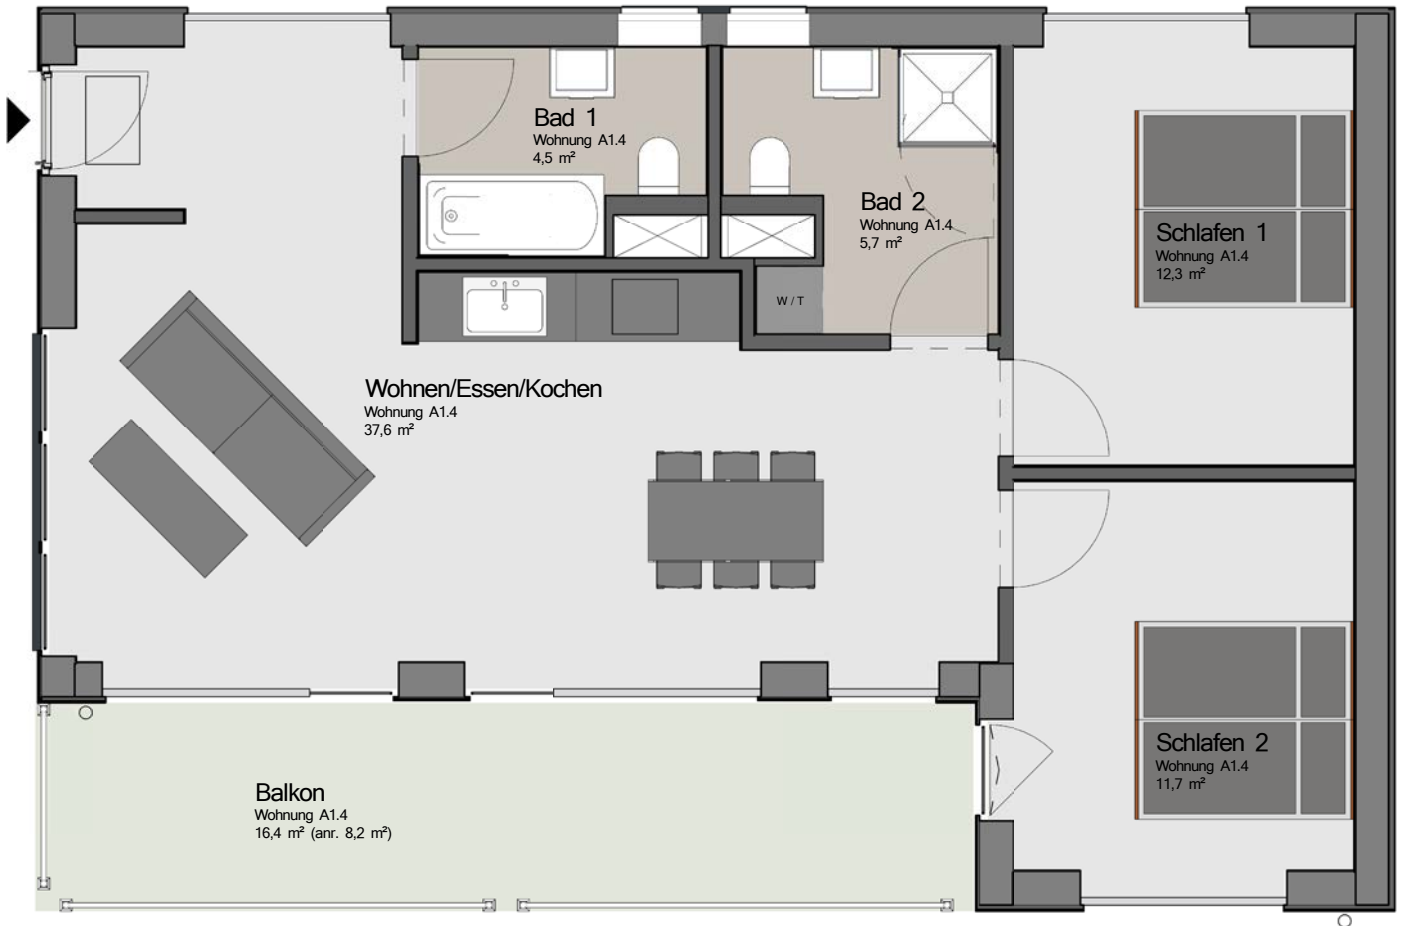 Bad 1
Wohnung A1.4
4,5 m²
Bad 2
Wohnung A1.4
5,7 m²
Schlafen 1
Wohnung A1.4
12,3 m²
W / T
Wohnen/Essen/Kochen
Wohnung A1.4
37,6 m²
Schlafen 2
Wohnung A1.4
11,7 m²
Balkon
Wohnung A1.4
16,4 m² (anr. 8,2 m²)